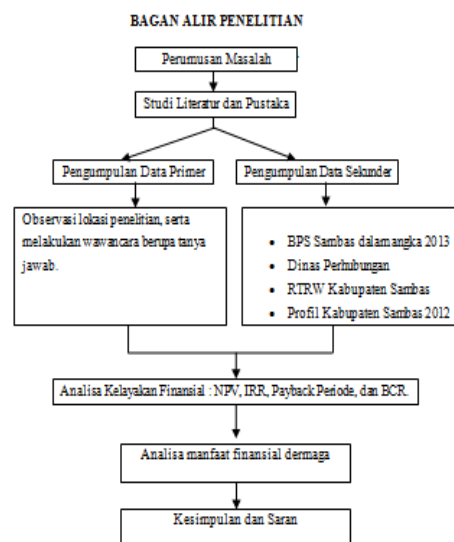 BAGAN ALIR PENELITIAN
Perumusan Masalah
Studi Literatur dan Pustaka
Pengumpulan Data Primer
Pengumpulan Data Sekunder
Observasi lokasi penelitian, serta
melakukan wawancara berupa tanya
jawab.
• BPS Sambas dalamangka 2013
• Dinas Perhubungan
• RTRW Kabupaten Sambas
• Profil Kabupaten Sambas 2012
Analisa Kelayakan Finansial : NPV, IRR, Payback Periode, dan BCR.
Analisa manfaat finansial dermaga
Kesimpulan dan Saran